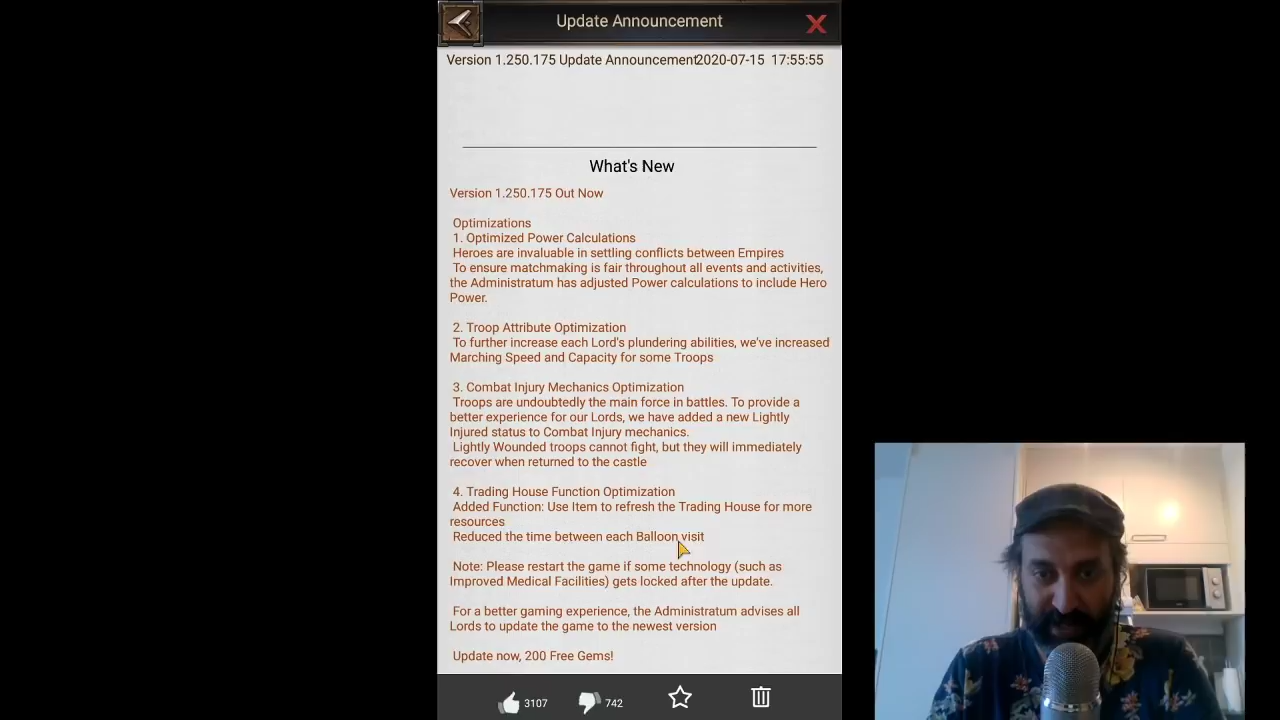 Update Announcement
Version 1.250.175 Update Announcement2020-07-15 17:55:55
What's New
Version 1.250.175 Out Now
Optimizations
1. Optimized Power Calculations
Heroes are invaluable in settling conflicts between Empires
To ensure matchmaking is fair throughout all events and activities,
the Administratum has adjusted Power calculations to include Hero
Power.
2. Troop Attribute Optimization
To further increase each Lord's plundering abilities, we've increased
Marching Speed and Capacity for some Troops
3. Combat Injury Mechanics Optimization
Troops are undoubtedly the main force in battles. To provide a
better experience for our Lords, we have added a new Lightly
Injured status to Combat Injury mechanics.
Lightly Wounded troops cannot fight, but they will immediately
recover when returned to the castle
4. Trading House Function Optimization
Added Function: Use Item to refresh the Trading House for more
resources
Reduced the time between each Balloon visit
Note: Please restart the game if some technology (such as
Improved Medical Facilities) gets locked after the update.
For a better gaming experience, the Administratum advises all
Lords to update the game to the newest version
Update now, 200 Free Gems!
3107
742